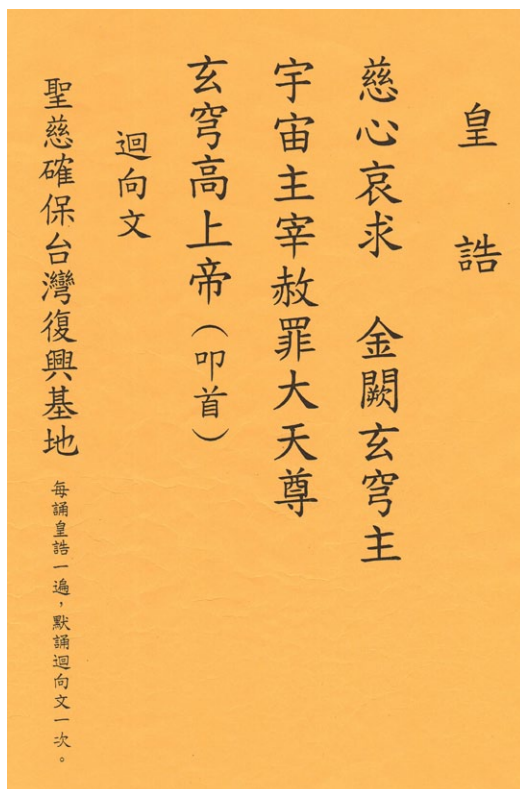 皇誥
慈心哀求　金闕玄穹主
宇宙主宰赦罪大天尊
玄穹高上帝（叩首）
迴向文
聖慈確保台灣復興基地 每誦皇誥一遍，默誦迴向文一次。